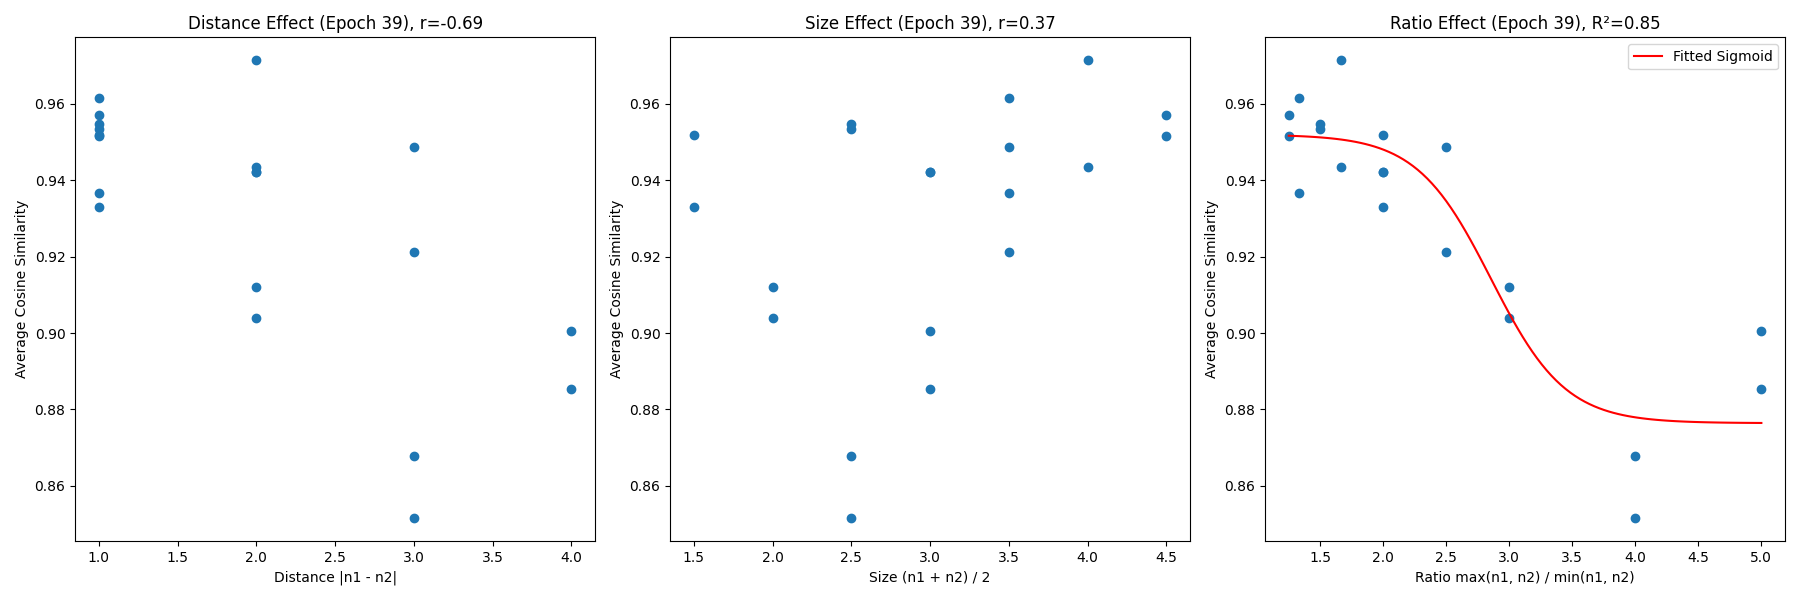 Distance Effect (Epoch 39), r=-0.69
Average Cosine Similarity
0.96
0.94
0.92
0.90
0.88
0.86
1.0 1.5 2.0 2.5 3.0 3.5 4.0
Distance |n1 - n2|
Size Effect (Epoch 39), r=0.37
Average Cosine Similarity
0.96
0.94
0.92
0.90
0.88
0.86
1.5 2.0 2.5 3.0 3.5 4.0 4.5
Size (n1 + n2) / 2
Ratio Effect (Epoch 39), R²=0.85
Fitted Sigmoid
Average Cosine Similarity
0.96
0.94
0.92
0.90
0.88
0.86
1.5 2.0 2.5 3.0 3.5 4.0 4.5 5.0
Ratio max(n1, n2) / min(n1, n2)